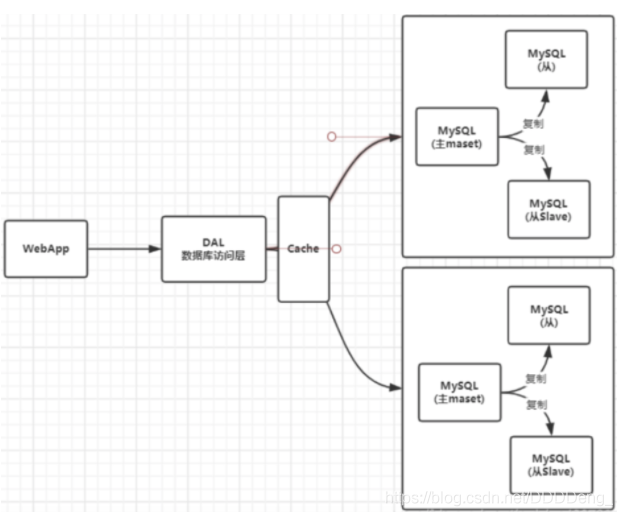 MySQL
(从)
MySQL
(主maset)
复制
复制
MySQL
(从Slave)
WebApp
DAL
数据库访问层
Cache
MySQL
(从)
MySQL
(主maset)
复制
复制
MySQL
(从Slave)
https://blog.csdn.net/DDDDeng_